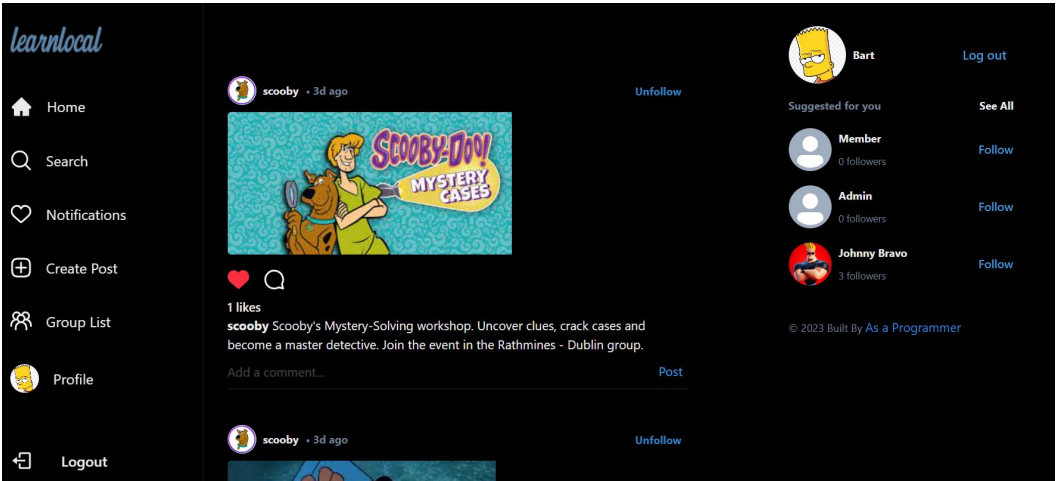 learnlocal
Home
Search
Notifications
Create Post
Group List
Profile
Logout
scooby • 3d ago
Unfollow
SCOOBY-DOO!
MYSTERY
CASES
1 likes
scooby Scooby's Mystery-Solving workshop. Uncover clues, crack cases and
become a master detective. Join the event in the Rathmines - Dublin group.
Add a comment...
Post
scooby • 3d ago
Unfollow
Bart
Log out
Suggested for you
See All
Member
0 followers
Follow
Admin
0 followers
Follow
Johnny Bravo
3 followers
Follow
© 2023 Built By As a Programmer